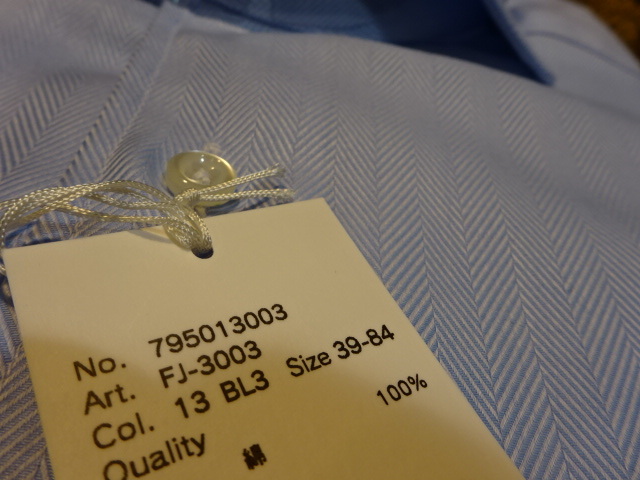 No. 795013003
Art. FJ-3003
Col. 13 BL3 Size 39-84
Quality 綿 100%